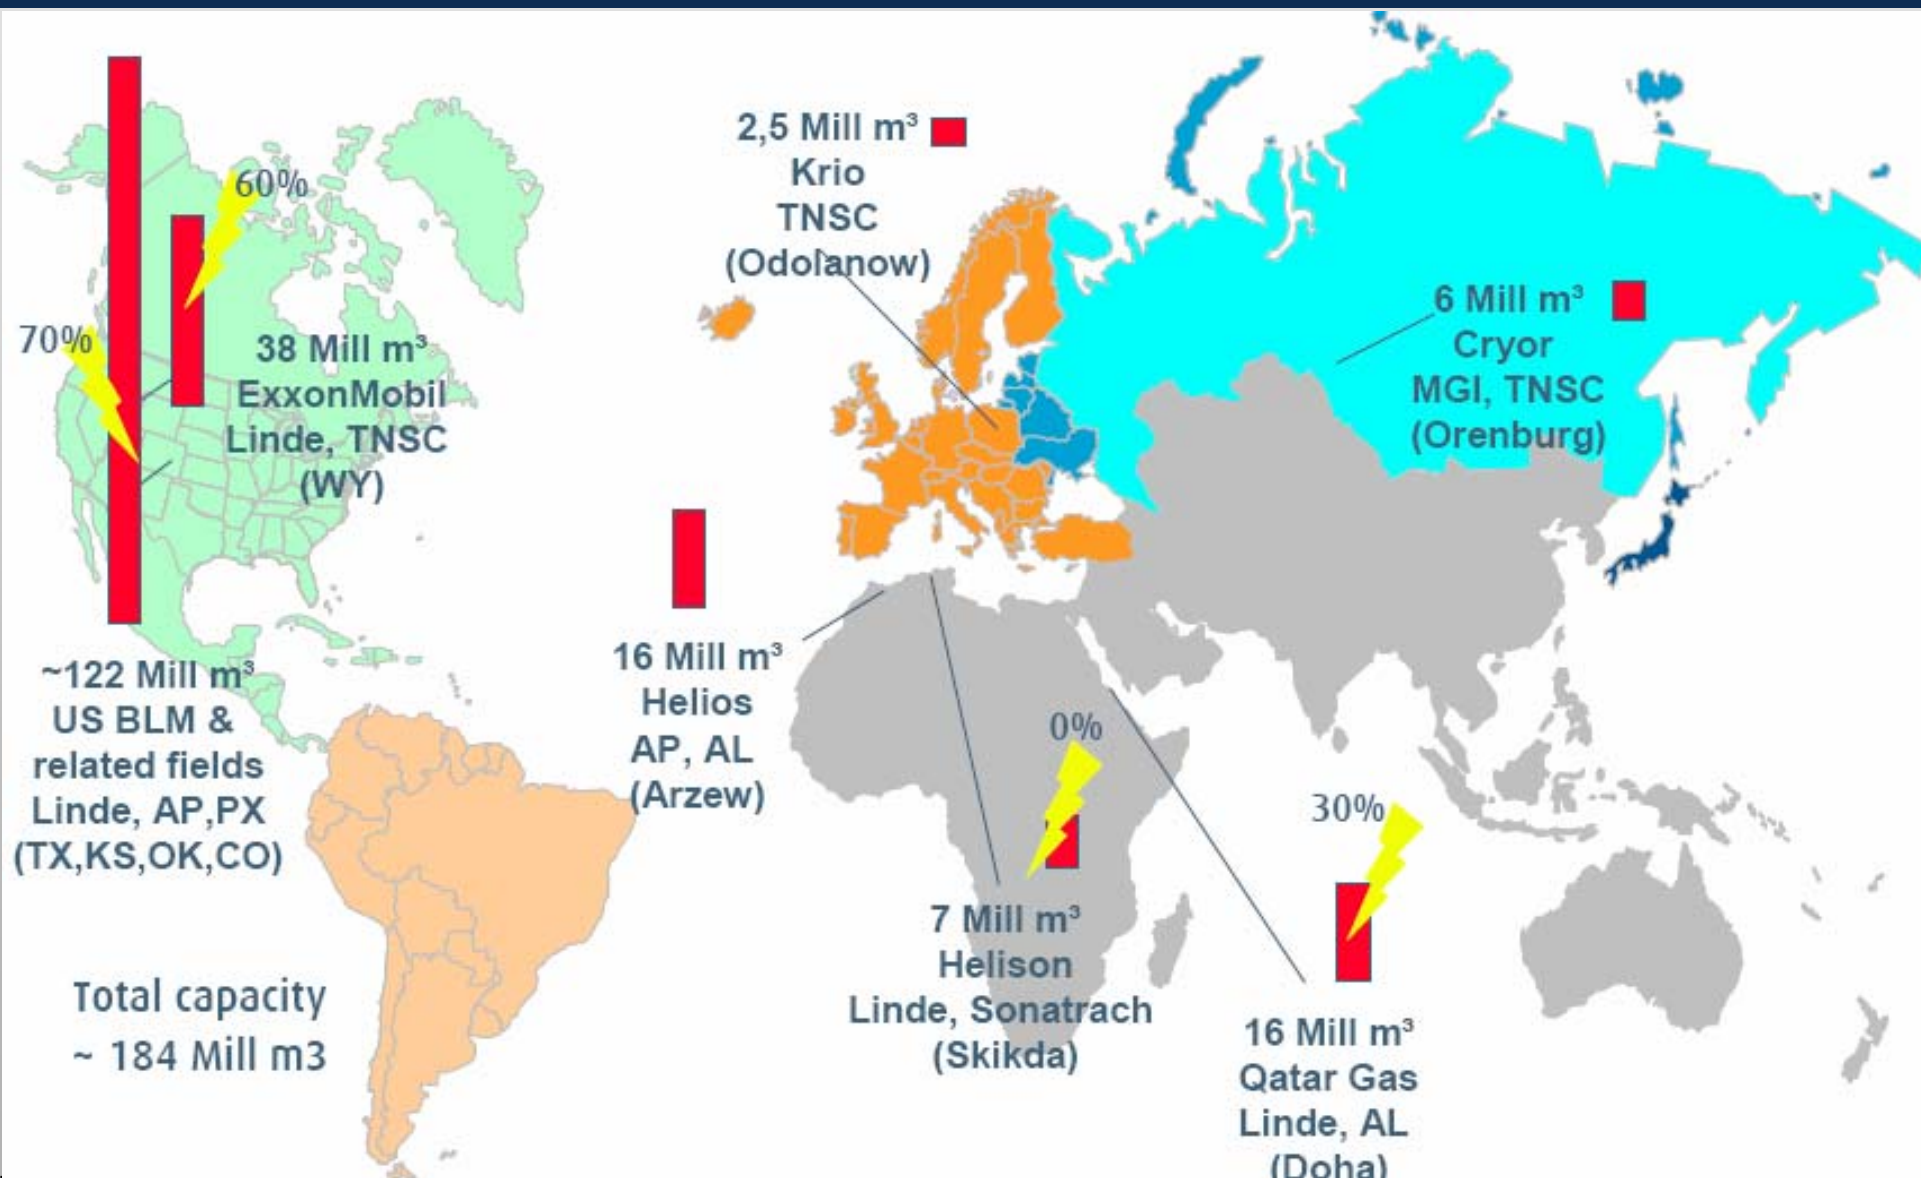 60%
70%
38 Mill m³
ExxonMobil
Linde, TNSC
(WY)
~122 Mill m³
US BLM &
related fields
Linde, AP,PX
(TX,KS,OK,CO)
Total capacity
~ 184 Mill m3
2,5 Mill m³
Krio
TNSC
(Odolanow)
6 Mill m³
Cryor
MGI, TNSC
(Orenburg)
16 Mill m³
Helios
AP, AL
(Arzew)
0%
7 Mill m³
Helison
Linde, Sonatrach
(Skikda)
30%
16 Mill m³
Qatar Gas
Linde, AL
(Doha)